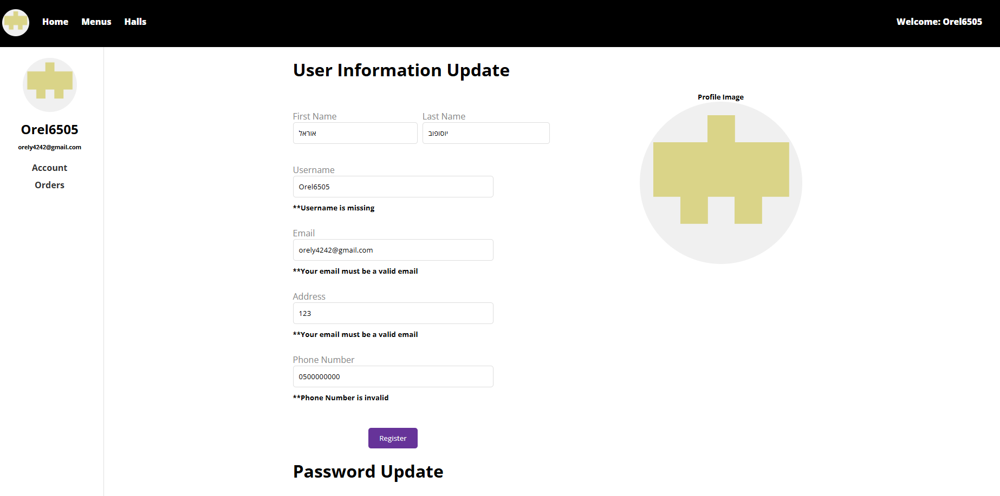 Home Menus Halls Welcome: Orel6505
Orel6505
orely4242@gmail.com
Account
Orders
User Information Update
Profile Image
First Name Last Name
אוראל יוסופוב
Username
Orel6505
**Username is missing
Email
orely4242@gmail.com
**Your email must be a valid email
Address
123
**Your email must be a valid email
Phone Number
0500000000
**Phone Number is invalid
Register
Password Update